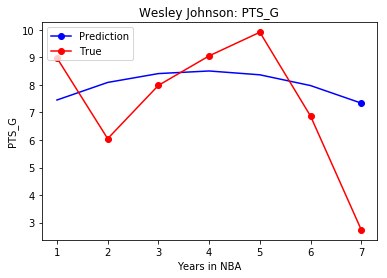 Wesley Johnson: PTS_G
Prediction
True
PTS_G
10
9
8
7
6
5
4
3
1 2 3 4 5 6 7
Years in NBA